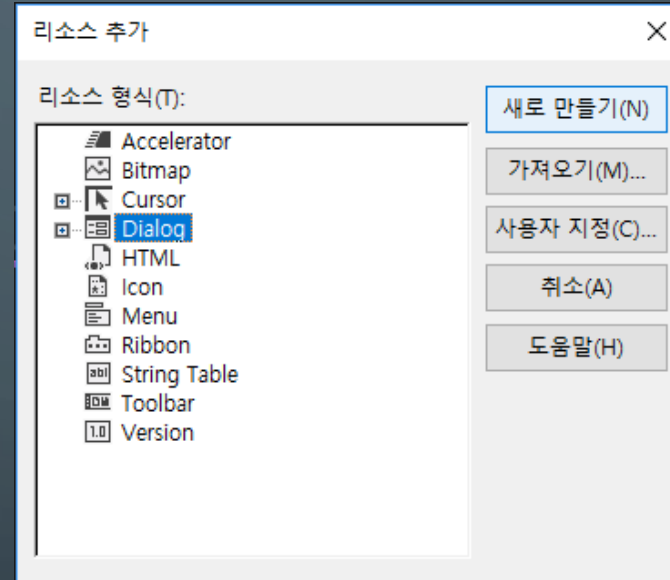 리소스 추가
리소스 형식(T):
Accelerator
Bitmap
Cursor
Dialog
HTML
Icon
Menu
Ribbon
String Table
Toolbar
Version
새로 만들기(N)
가져오기(M)...
사용자 지정(C)...
취소(A)
도움말(H)